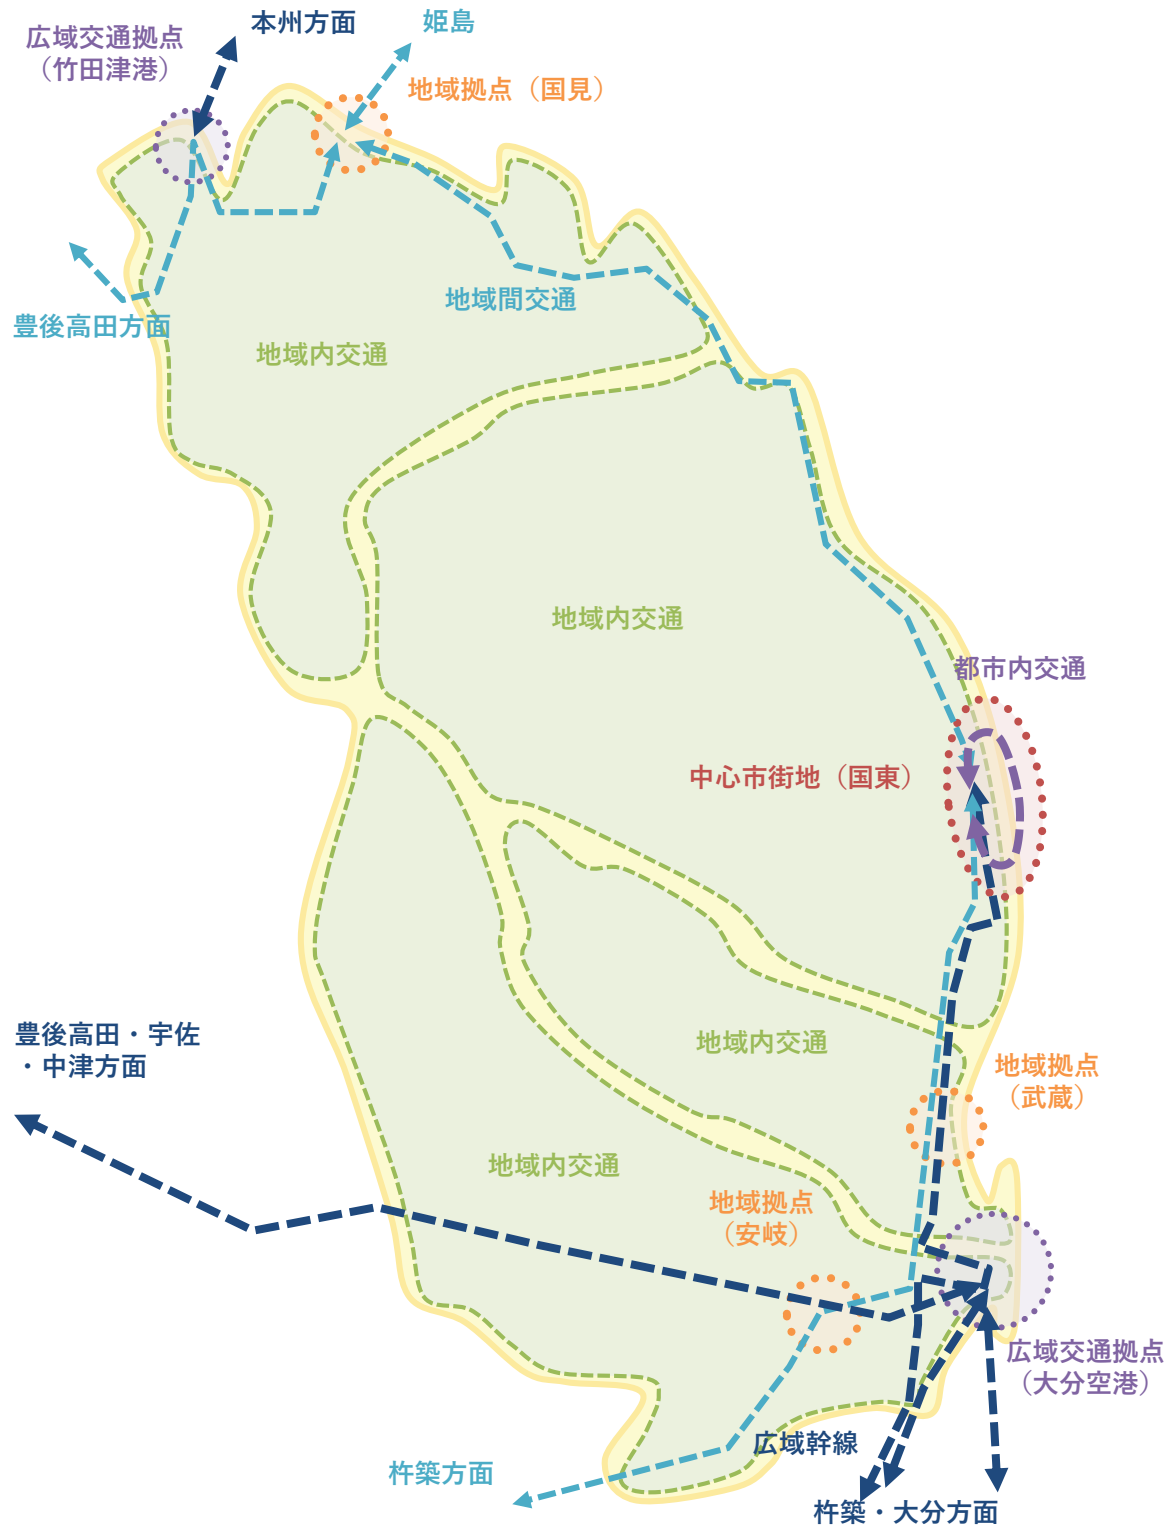 本州方面
姫島
広域交通拠点
（竹田津港）
地域拠点（国見）
地域間交通
豊後高田方面
地域内交通
地域内交通
都市内交通
中心市街地（国東）
豊後高田・宇佐
・中津方面
地域内交通
地域拠点
（武蔵）
地域内交通
地域拠点
（安岐）
広域交通拠点
（大分空港）
広域幹線
杵築方面
杵築・大分方面